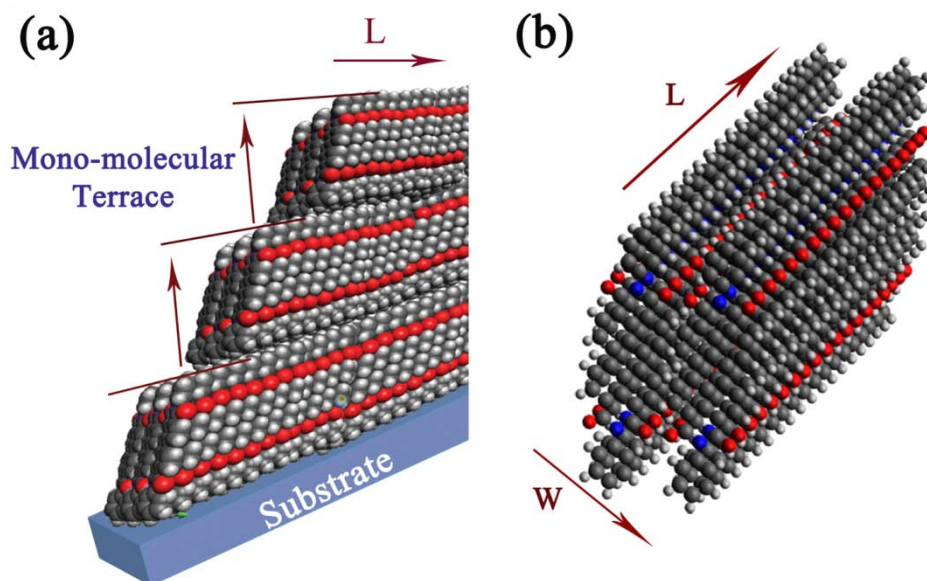 (a)
L
Mono-molecular
Terrace
Substrate
(b)
L
W